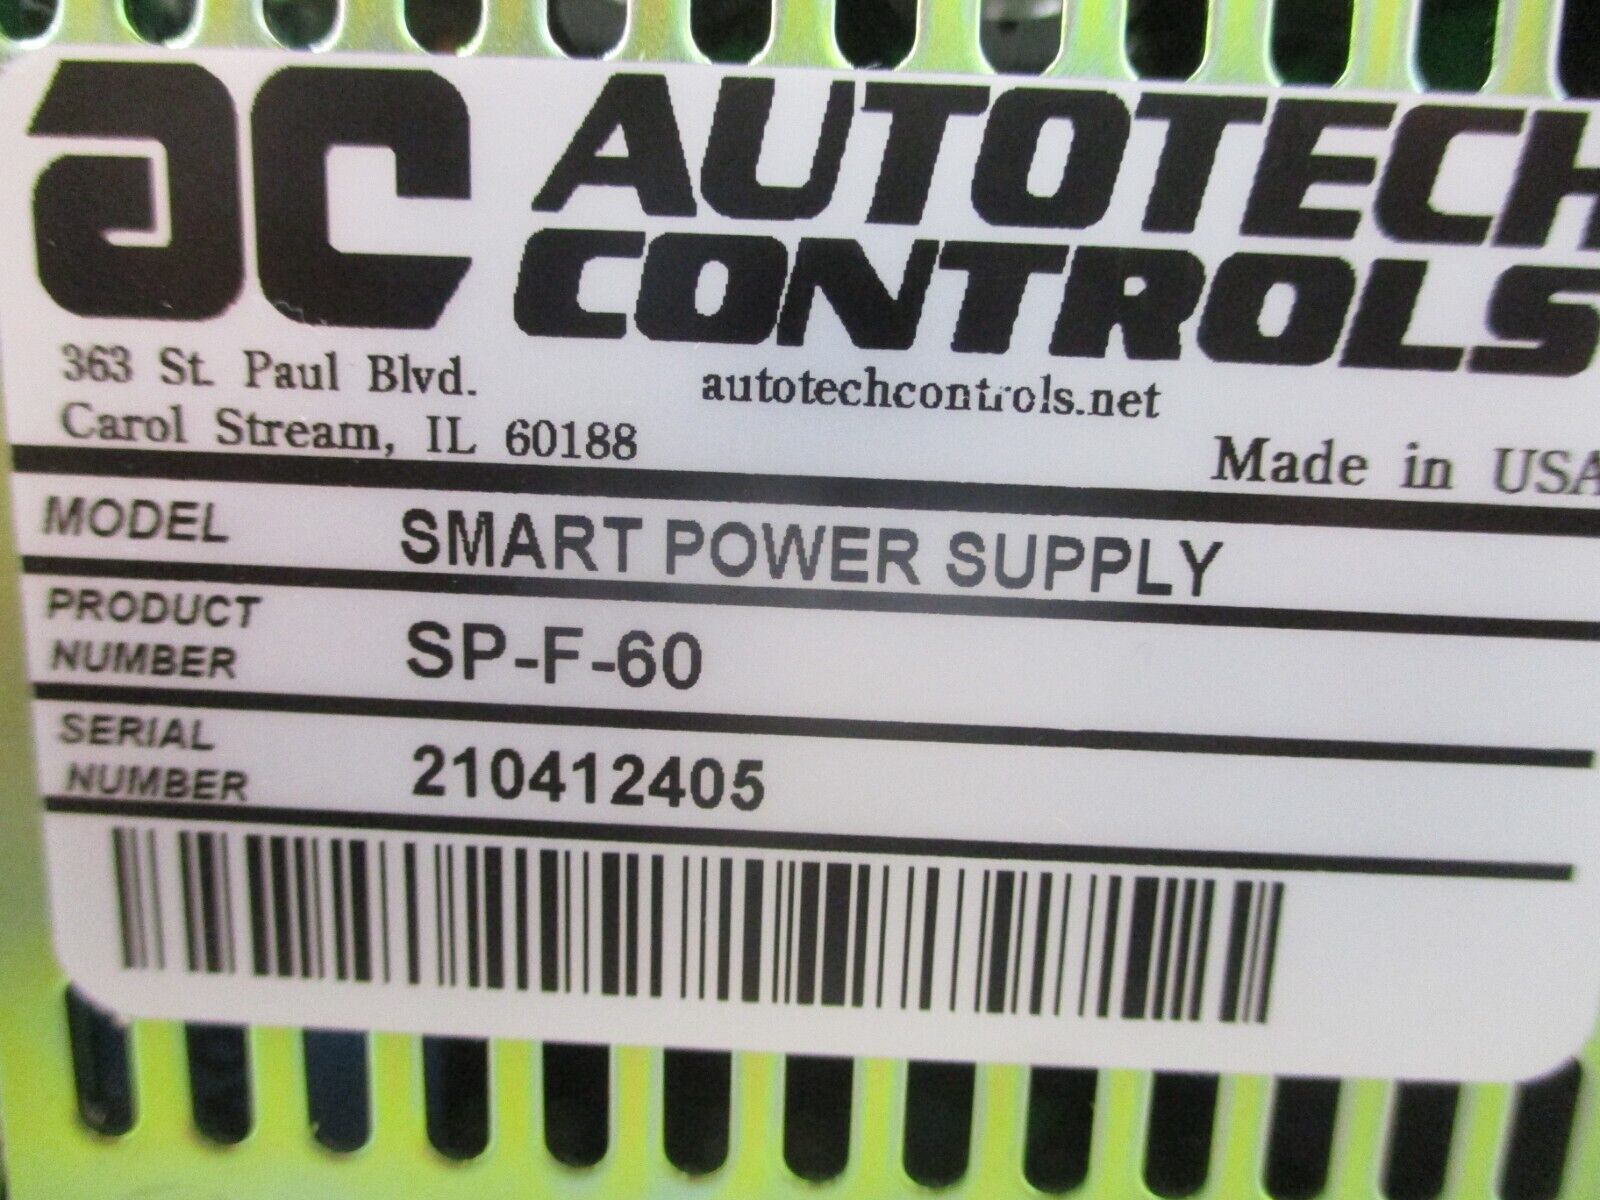 ac AUTOTECH
CONTROLS
363 St. Paul Blvd.
Carol Stream, IL 60188
autotechcontrols.net
Made in USA
MODEL SMART POWER SUPPLY
PRODUCT
NUMBER SP-F-60
SERIAL
NUMBER 210412405